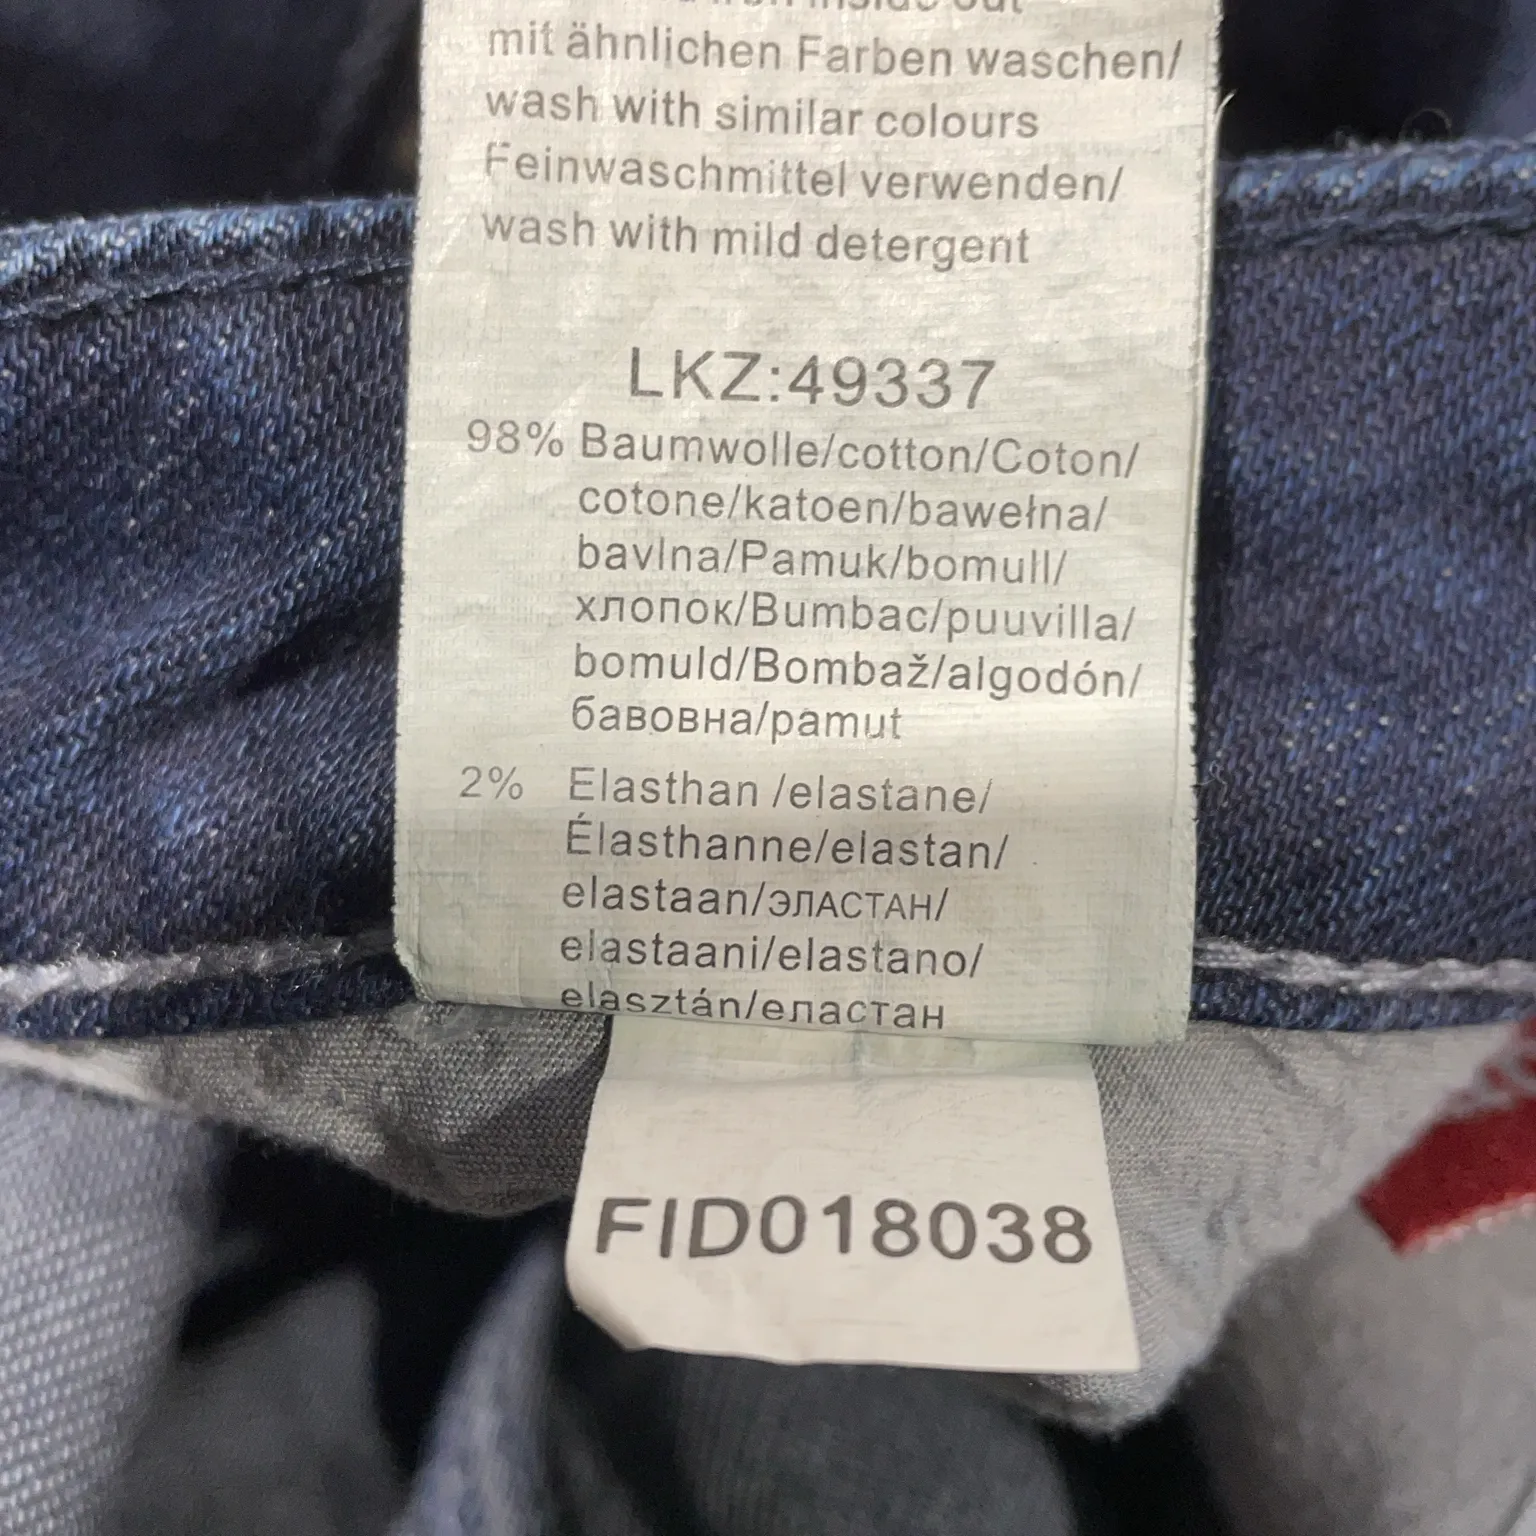 inside out
mit ähnlichen Farben waschen/
wash with similar colours
Feinwaschmittel verwenden/
wash with mild detergent
LKZ:49337
98% Baumwolle/cotton/Coton/
cotone/katoen/bawełna/
bavlna/Pamuk/bomull/
хлопок/Bumbac/puuvilla/
bomuld/Bombaž/algodón/
бавовна/pamut
2% Elasthan /elastane/
Élasthanne/elastan/
elastaan/ЭЛАСТАН/
elastaani/elastano/
elasztán/еластан
FID018038